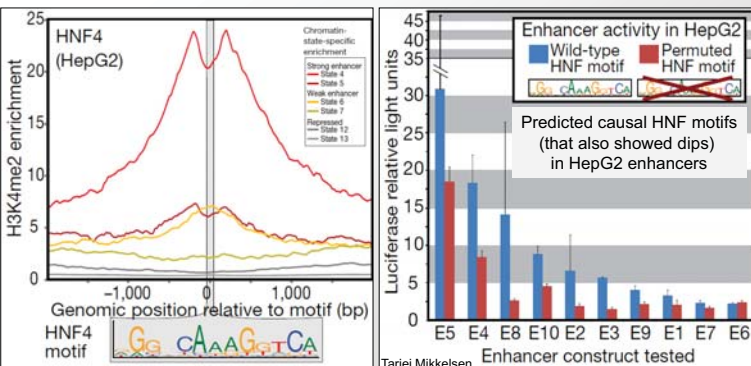 HNF4
(HepG2)
Chromatin-
state-specific
enrichment
Strong enhancer
State 4
State 5
Weak enhancer
State 6
State 7
Repressed
State 12
State 13
H3K4me2 enrichment
25
20
15
10
5
0
−1,000 0 1,000
Genomic position relative to motif (bp)
HNF4
motif
GG CAAAGGTCA
Enhancer activity in HepG2
Wild-type
HNF motif
Permuted
HNF motif
GG CAAAGGTCA
Predicted causal HNF motifs
(that also showed dips)
in HepG2 enhancers
Luciferase relative light units
45
40
35
30
25
20
15
10
5
0
E5 E4 E8 E10 E2 E3 E9 E1 E7 E6
Enhancer construct tested
Tarjei Mikkelsen